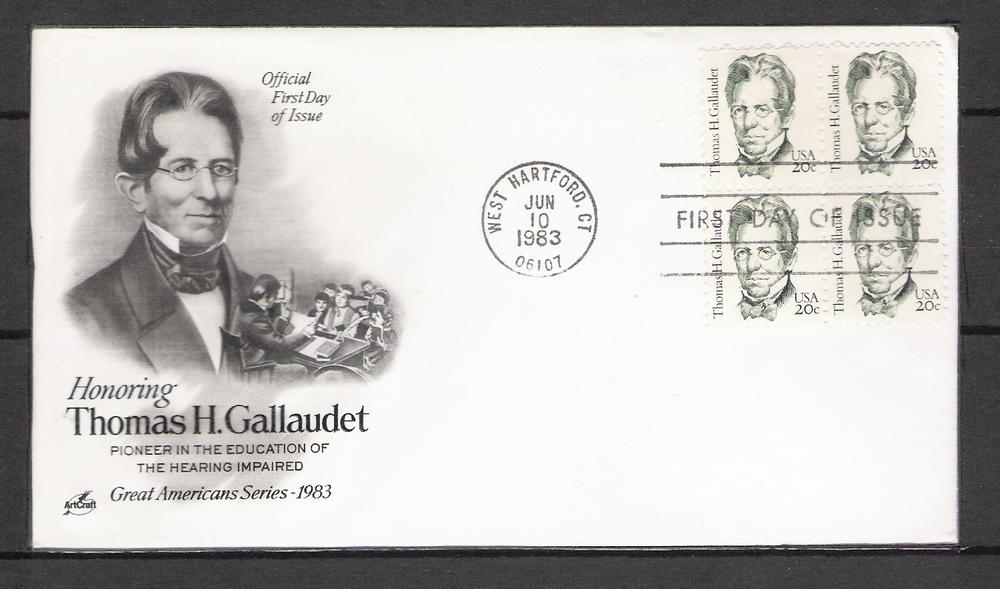 Official
First Day
of Issue
Honoring
Thomas H. Gallaudet
PIONEER IN THE EDUCATION OF
THE HEARING IMPAIRED
Great Americans Series - 1983
ArtCraft
WEST HARTFORD, CT
JUN
10
1983
06107
Thomas H. Gallaudet
USA
20c
Thomas H. Gallaudet
USA
20c
FIRST DAY OF ISSUE
Thomas H. Gallaudet
USA
20c
Thomas H. Gallaudet
USA
20c